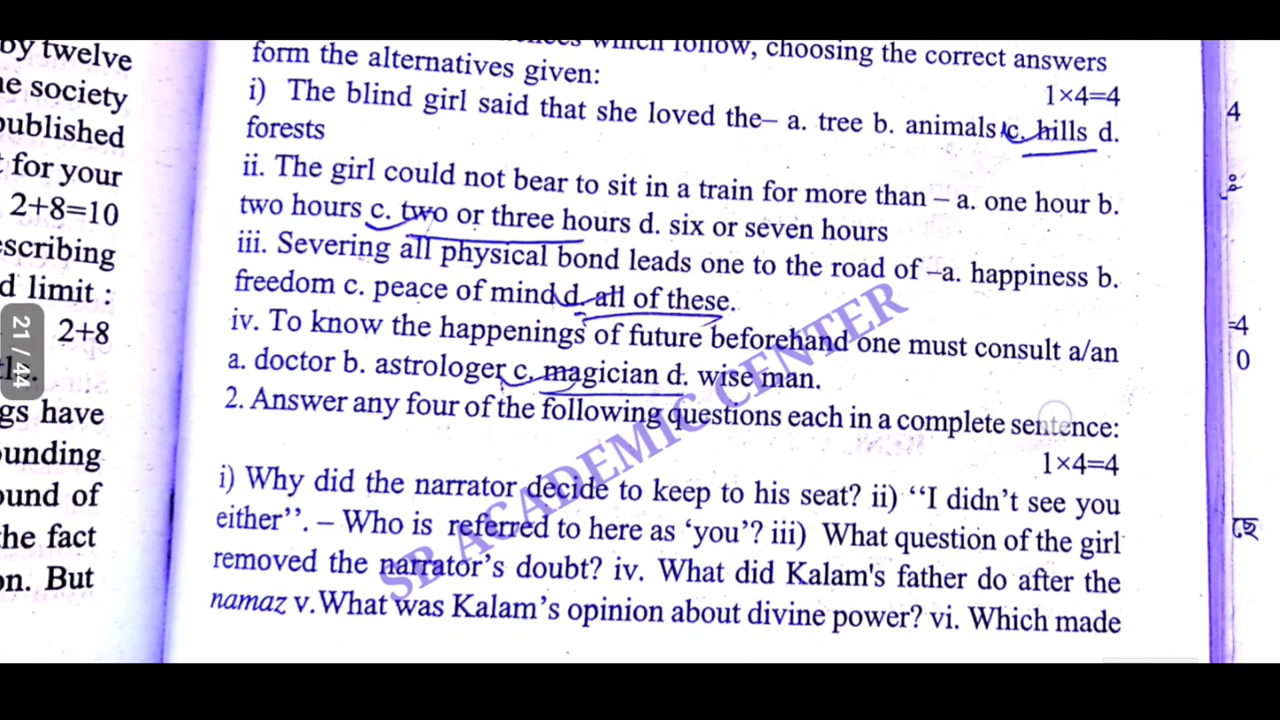 by twelve
society
published
for your
2+8=10
limit :
2+8
gs have
ound of
he fact
on. But
21 / 44
which follow, choosing the correct answers
form the alternatives given:
1×4=4
i) The blind girl said that she loved the– a. tree b. animals c. hills d.
forests
ii. The girl could not bear to sit in a train for more than – a. one hour b.
two hours c. two or three hours d. six or seven hours
iii. Severing all physical bond leads one to the road of –a. happiness b.
freedom c. peace of mind d. all of these.
iv. To know the happenings of future beforehand one must consult a/an
a. doctor b. astrologer c. magician d. wise man.
2. Answer any four of the following questions each in a complete sentence:
1×4=4
i) Why did the narrator decide to keep to his seat? ii) “I didn’t see you
either”. – Who is referred to here as ‘you’? iii) What question of the girl
removed the narrator’s doubt? iv. What did Kalam's father do after the
namaz v.What was Kalam’s opinion about divine power? vi. Which made
SB ACADEMIC CENTER
4
4
0